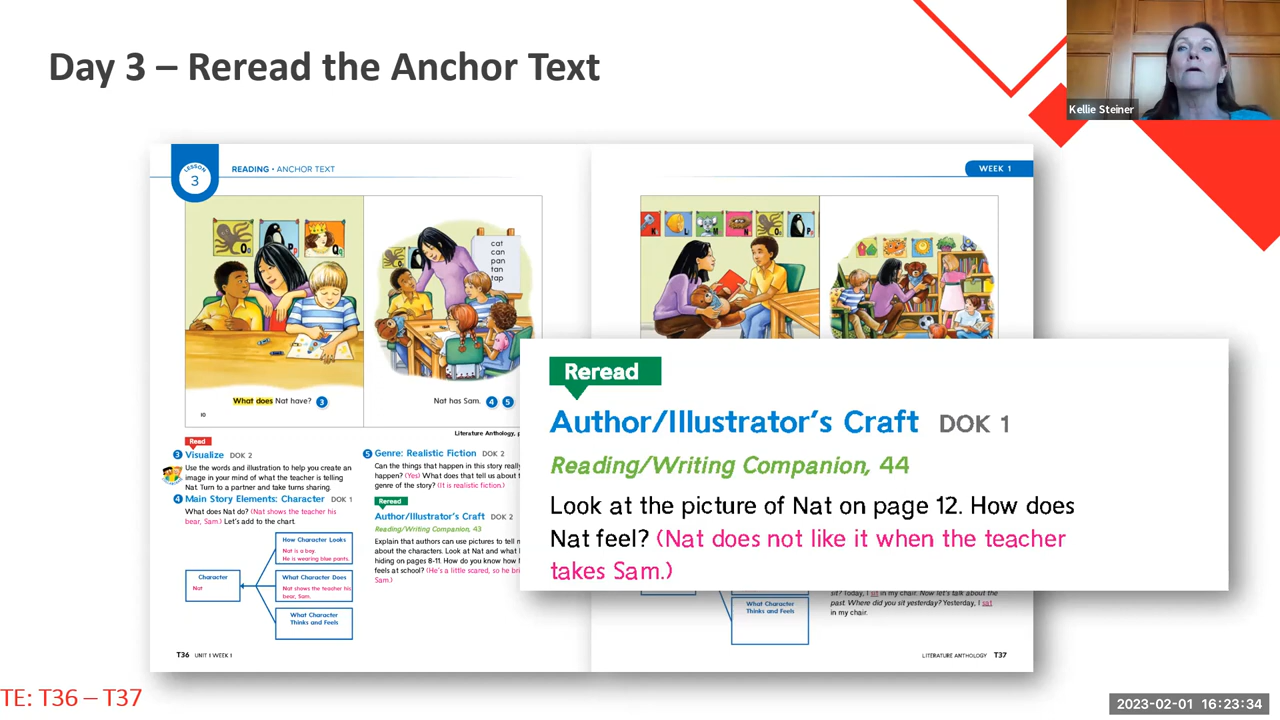 Day 3 – Reread the Anchor Text
Kellie Steiner
LESSON
3
READING • ANCHOR TEXT
WEEK 1
cat
can
pan
tan
tap
What does Nat have? 3
10
Nat has Sam. 4 5
Literature Anthology,
Read
3 Visualize DOK 2
Use the words and illustration to help you create an
image in your mind of what the teacher is telling
Nat. Turn to a partner and take turns sharing.
4 Main Story Elements: Character DOK 1
What does Nat do? (Nat shows the teacher his
bear, Sam.) Let's add to the chart.
Character
Nat
How Character Looks
Nat is a boy.
He is wearing blue pants.
What Character Does
Nat shows the teacher his
bear, Sam.
What Character
Thinks and Feels
5 Genre: Realistic Fiction DOK 2
Can the things that happen in this story really
happen? (Yes) What does that tell us about
genre of the story? (It is realistic fiction.)
Reread
Author/Illustrator's Craft DOK 2
Reading/Writing Companion, 43
Explain that authors can use pictures to tell
about the characters. Look at Nat and what
hiding on pages 8-11. How do you know how
feels at school? (He's a little scared, so he
Sam.)
T36 UNIT 1 WEEK 1
Reread
Author/Illustrator's Craft DOK 1
Reading/Writing Companion, 44
Look at the picture of Nat on page 12. How does
Nat feel? (Nat does not like it when the teacher
takes Sam.)
What Character
Thinks and Feels
sit? Today, I sit in my chair. Now let's talk about the
past. Where did you sit yesterday? Yesterday, I sat
in my chair.
LITERATURE ANTHOLOGY T37
TE: T36 – T37
2023-02-01 16:23:34